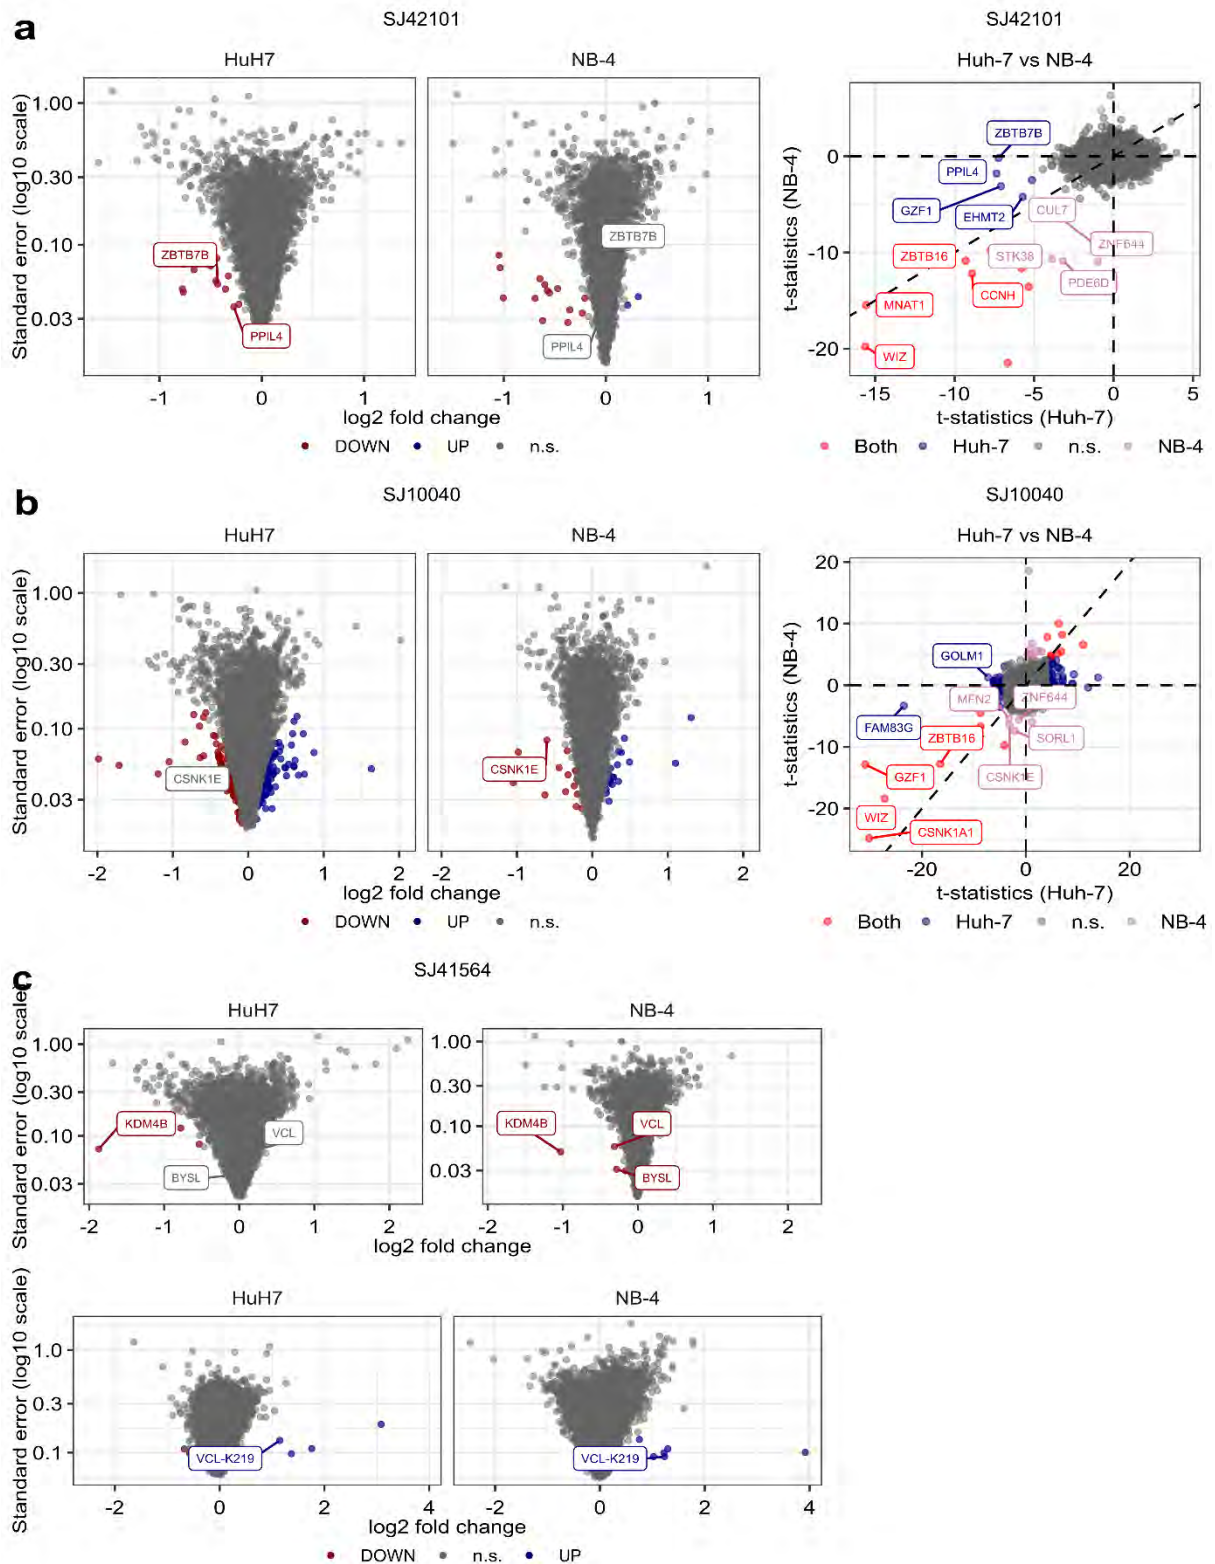 a
SJ42101
SJ42101
HuH7
NB-4
Huh-7 vs NB-4
Standard error (log10 scale)
1.00
0.30
0.10
0.03
ZBTB7B
PPIL4
ZBTB7B
PPIL4
-1
0
1
-1
0
1
log2 fold change
DOWN
UP
n.s.
t-statistics (NB-4)
0
-10
-20
ZBTB7B
PPIL4
GZF1
EHMT2
CUL7
ZBTB16
STK38
ZNF644
PDE6D
CCNH
MNAT1
WIZ
-15
-10
-5
0
5
t-statistics (Huh-7)
Both
Huh-7
n.s.
NB-4
b
SJ10040
SJ10040
HuH7
NB-4
Huh-7 vs NB-4
Standard error (log10 scale)
1.00
0.30
0.10
0.03
CSNK1E
CSNK1E
-2
-1
0
1
2
-2
-1
0
1
2
log2 fold change
DOWN
UP
n.s.
t-statistics (NB-4)
20
10
0
-10
-20
GOLM1
MFN2
ZNF644
FAM83G
ZBTB16
SORL1
GZF1
CSNK1E
WIZ
CSNK1A1
-20
0
20
t-statistics (Huh-7)
Both
Huh-7
n.s.
NB-4
c
SJ41564
HuH7
NB-4
Standard error (log10 scale)
1.00
0.30
0.10
0.03
KDM4B
VCL
BYSL
1.00
0.30
0.10
0.03
KDM4B
VCL
BYSL
-2
-1
0
1
2
-2
-1
0
1
2
log2 fold change
HuH7
NB-4
Standard error (log10 scale)
1.0
0.3
0.1
VCL-K219
VCL-K219
-2
0
2
4
-2
0
2
4
log2 fold change
DOWN
n.s.
UP